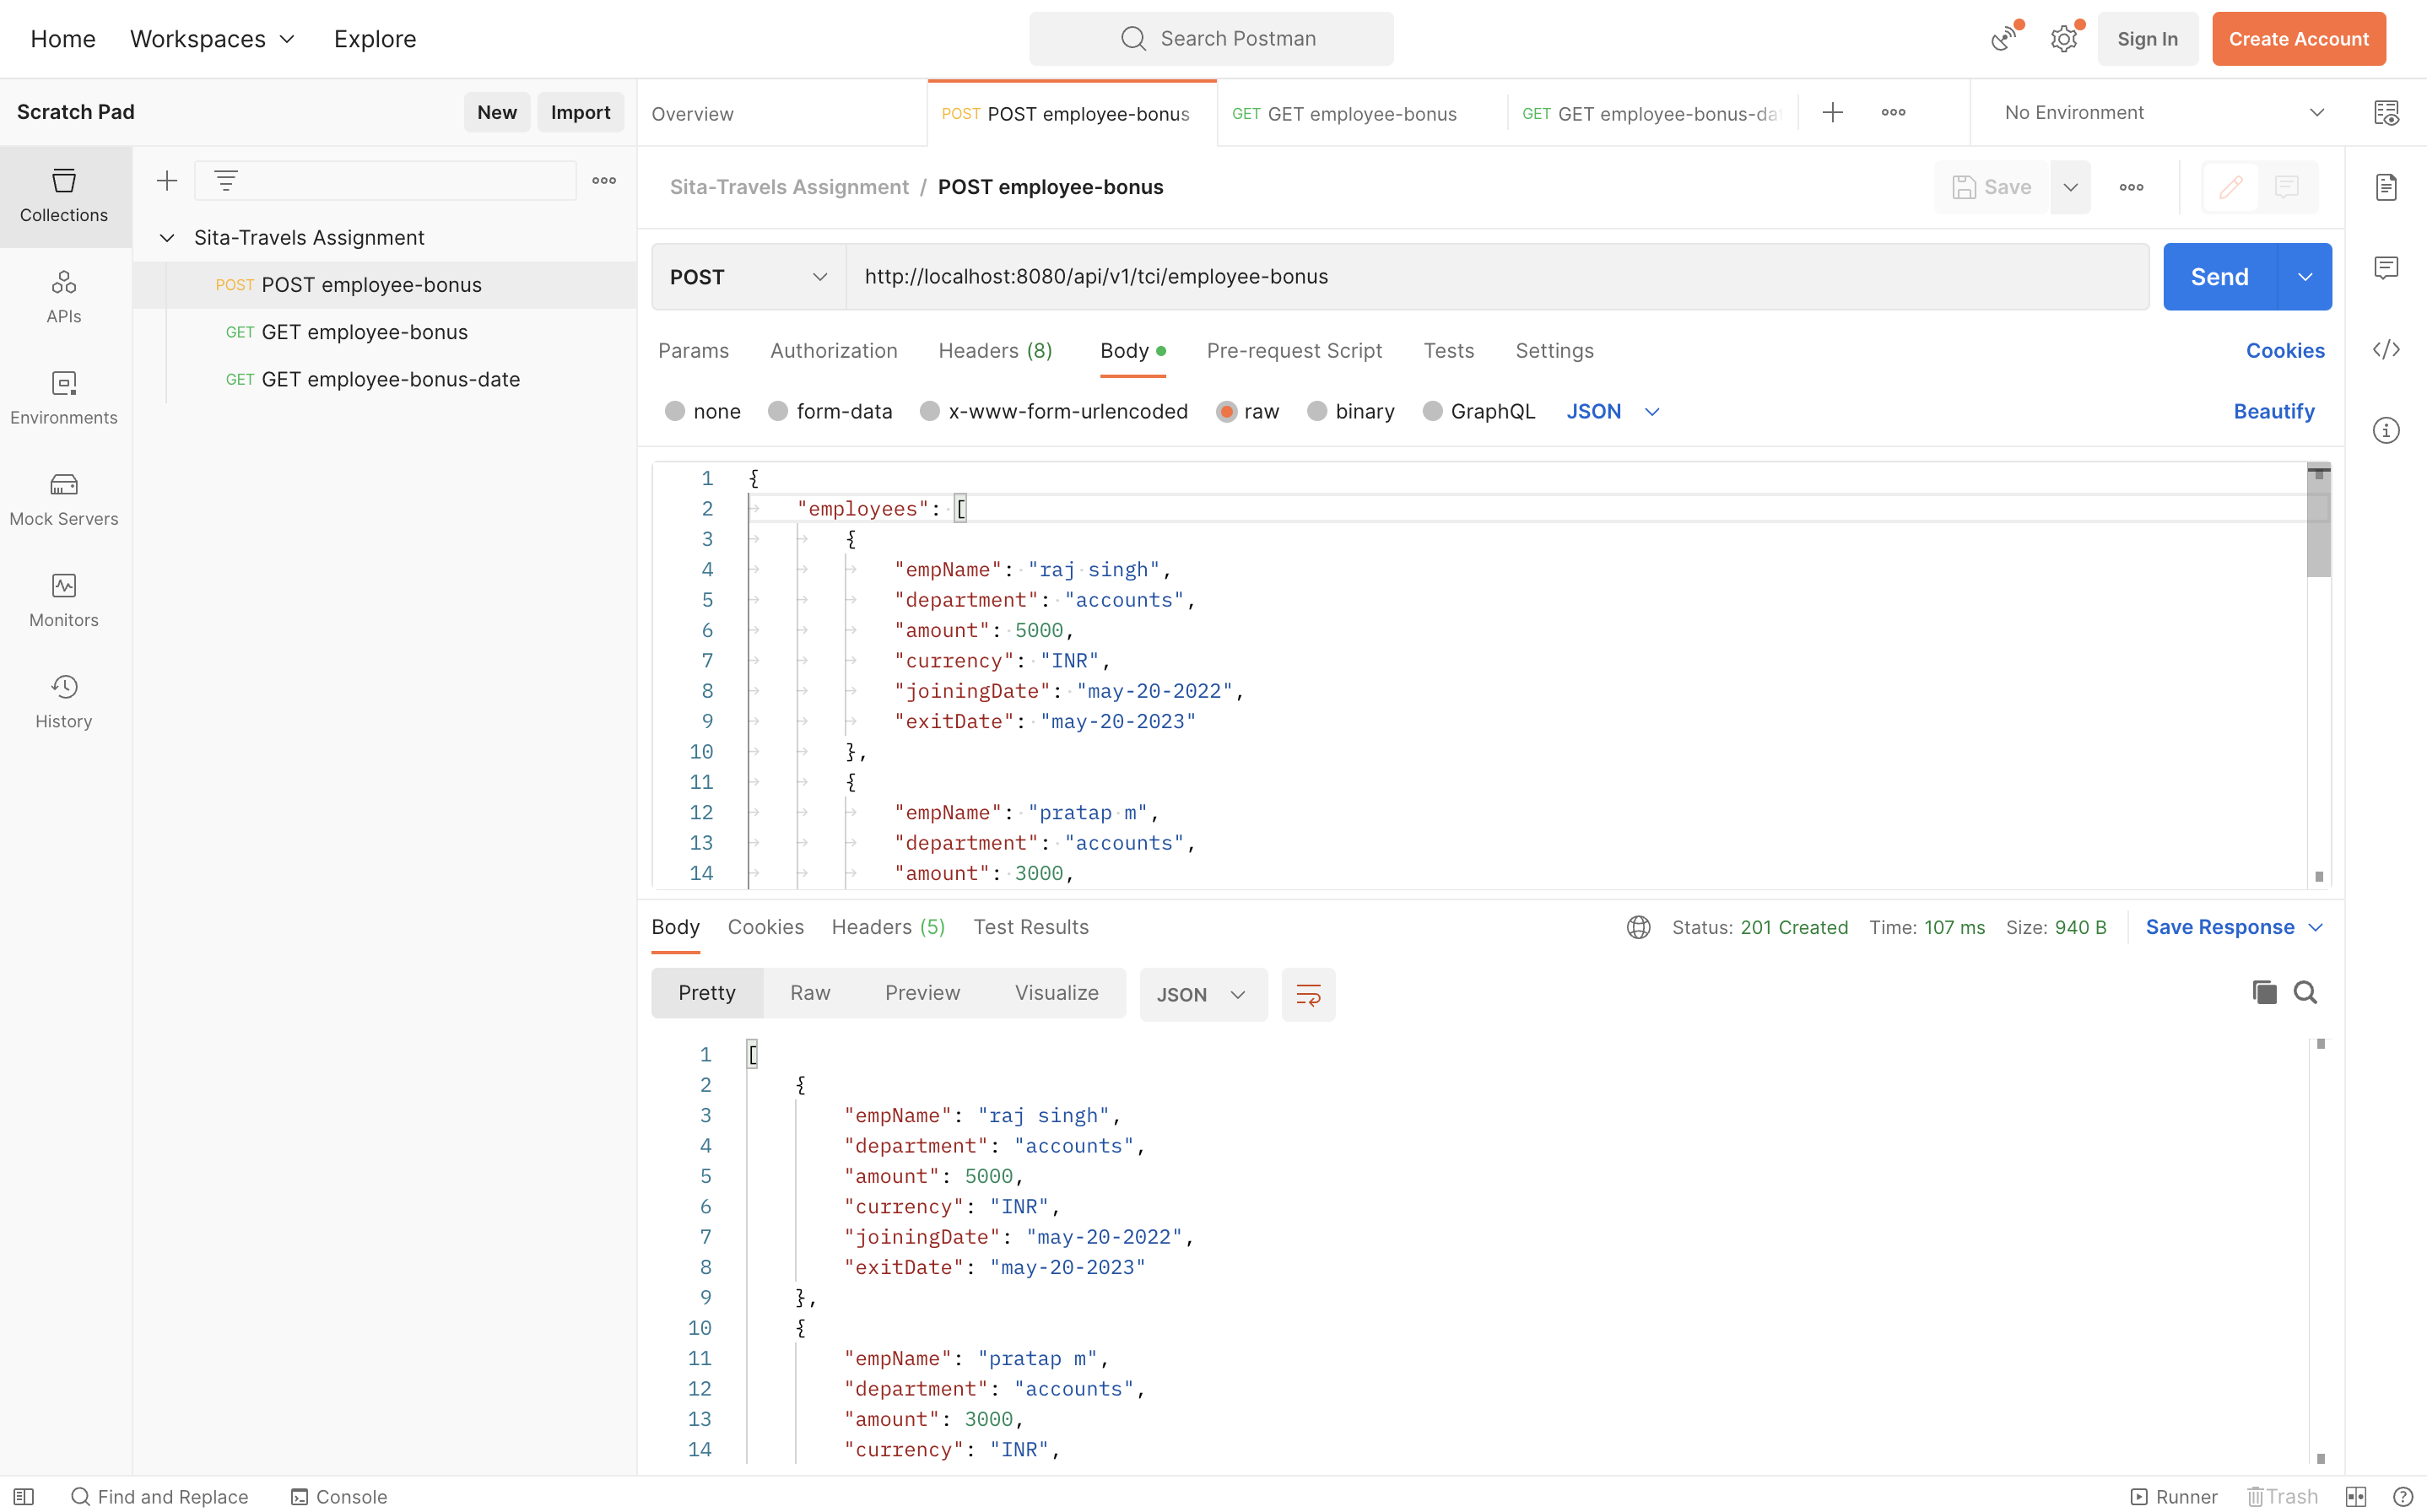 Home Workspaces Explore Search Postman Sign In Create Account
Scratch Pad New Import Overview POST POST employee-bonus GET GET employee-bonus GET GET employee-bonus-dat No Environment
Collections
APIs
Environments
Mock Servers
Monitors
History
Sita-Travels Assignment
POST POST employee-bonus
GET GET employee-bonus
GET GET employee-bonus-date
Sita-Travels Assignment / POST employee-bonus Save
POST http://localhost:8080/api/v1/tci/employee-bonus Send
Params Authorization Headers (8) Body Pre-request Script Tests Settings Cookies
none form-data x-www-form-urlencoded raw binary GraphQL JSON Beautify
1 {
2 "employees": [
3 {
4 "empName": "raj singh",
5 "department": "accounts",
6 "amount": 5000,
7 "currency": "INR",
8 "joiningDate": "may-20-2022",
9 "exitDate": "may-20-2023"
10 },
11 {
12 "empName": "pratap m",
13 "department": "accounts",
14 "amount": 3000,
Body Cookies Headers (5) Test Results Status: 201 Created Time: 107 ms Size: 940 B Save Response
Pretty Raw Preview Visualize JSON
1 [
2 {
3 "empName": "raj singh",
4 "department": "accounts",
5 "amount": 5000,
6 "currency": "INR",
7 "joiningDate": "may-20-2022",
8 "exitDate": "may-20-2023"
9 },
10 {
11 "empName": "pratap m",
12 "department": "accounts",
13 "amount": 3000,
14 "currency": "INR",
Find and Replace Console Runner Trash